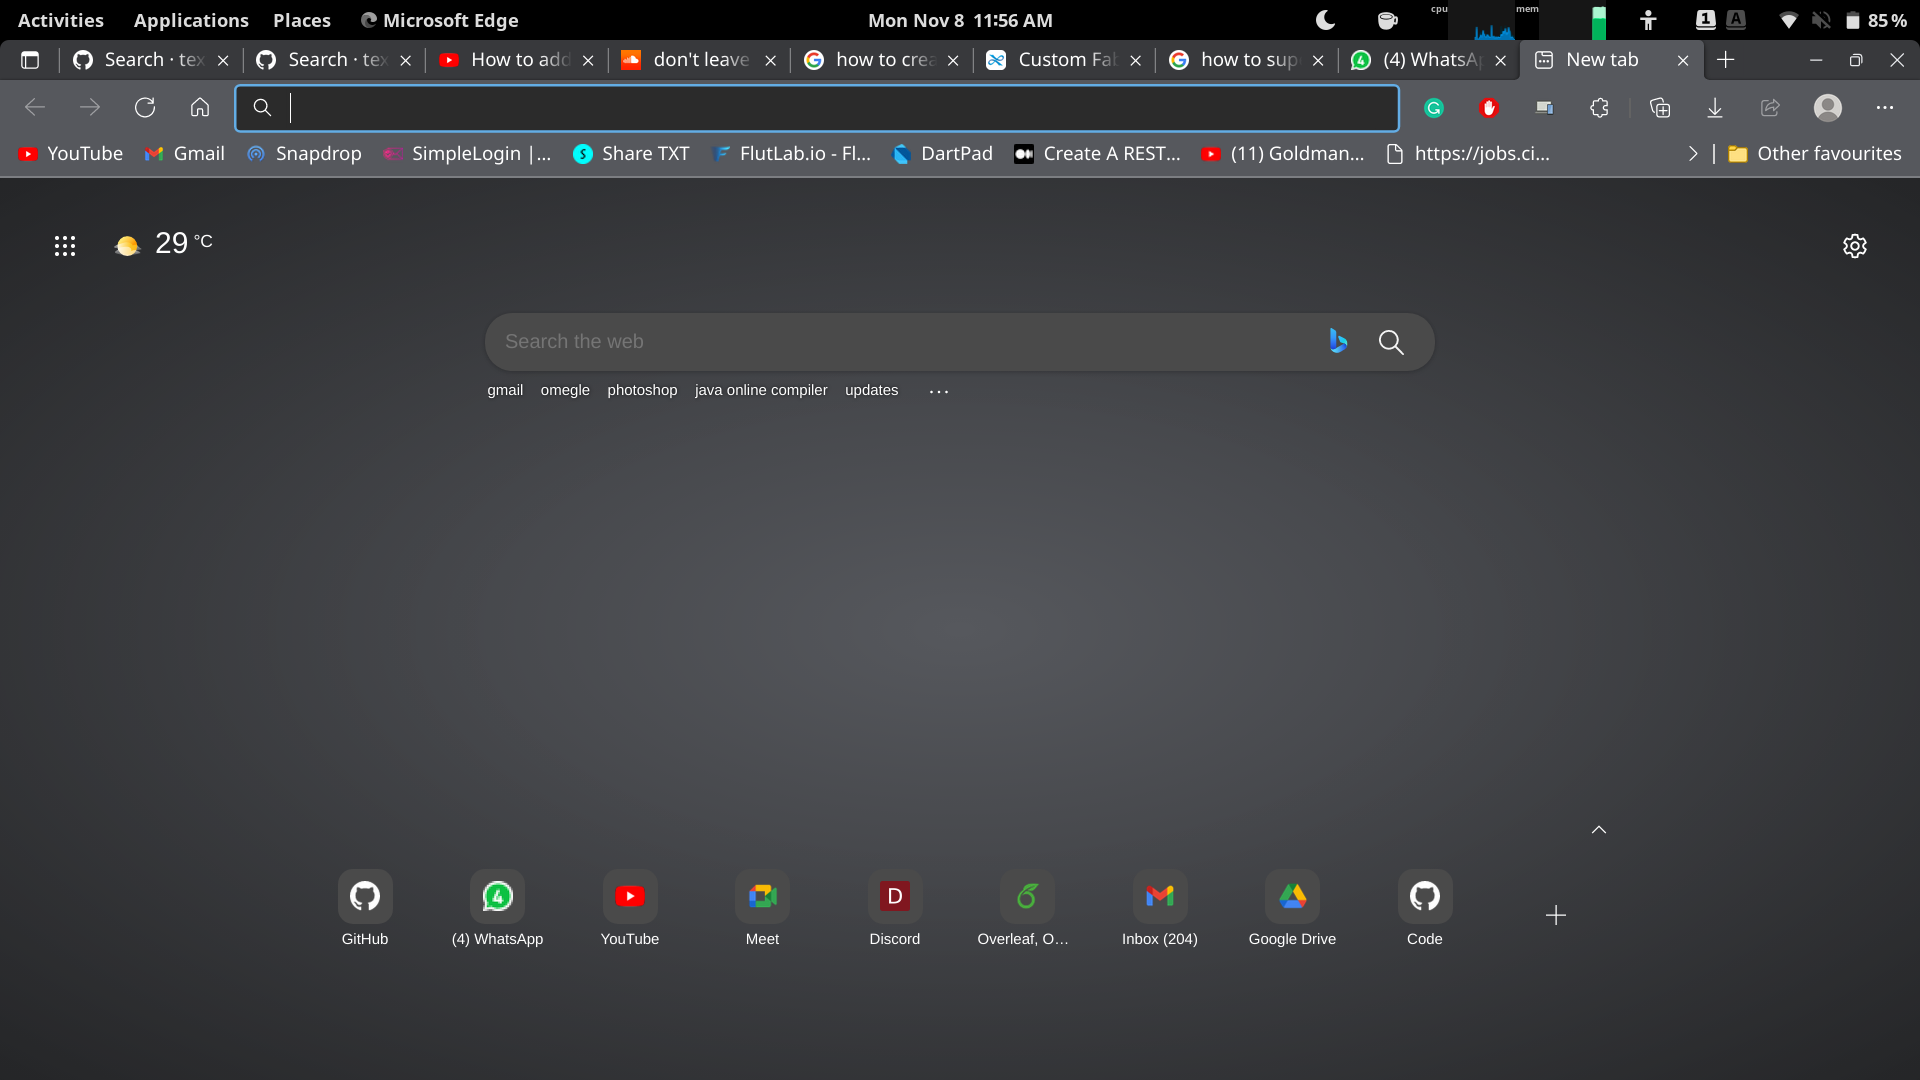 Activities Applications Places Microsoft Edge Mon Nov 8 11:56 AM cpu mem 1 A 85 %
Search · tex Search · tex How to add don't leave how to crea Custom Fab how to sup (4) WhatsAp New tab
YouTube Gmail Snapdrop SimpleLogin |... Share TXT FlutLab.io - Fl... DartPad Create A REST... (11) Goldman... https://jobs.ci... Other favourites
29 °C
Search the web
gmail omegle photoshop java online compiler updates ...
GitHub (4) WhatsApp YouTube Meet Discord Overleaf, O... Inbox (204) Google Drive Code